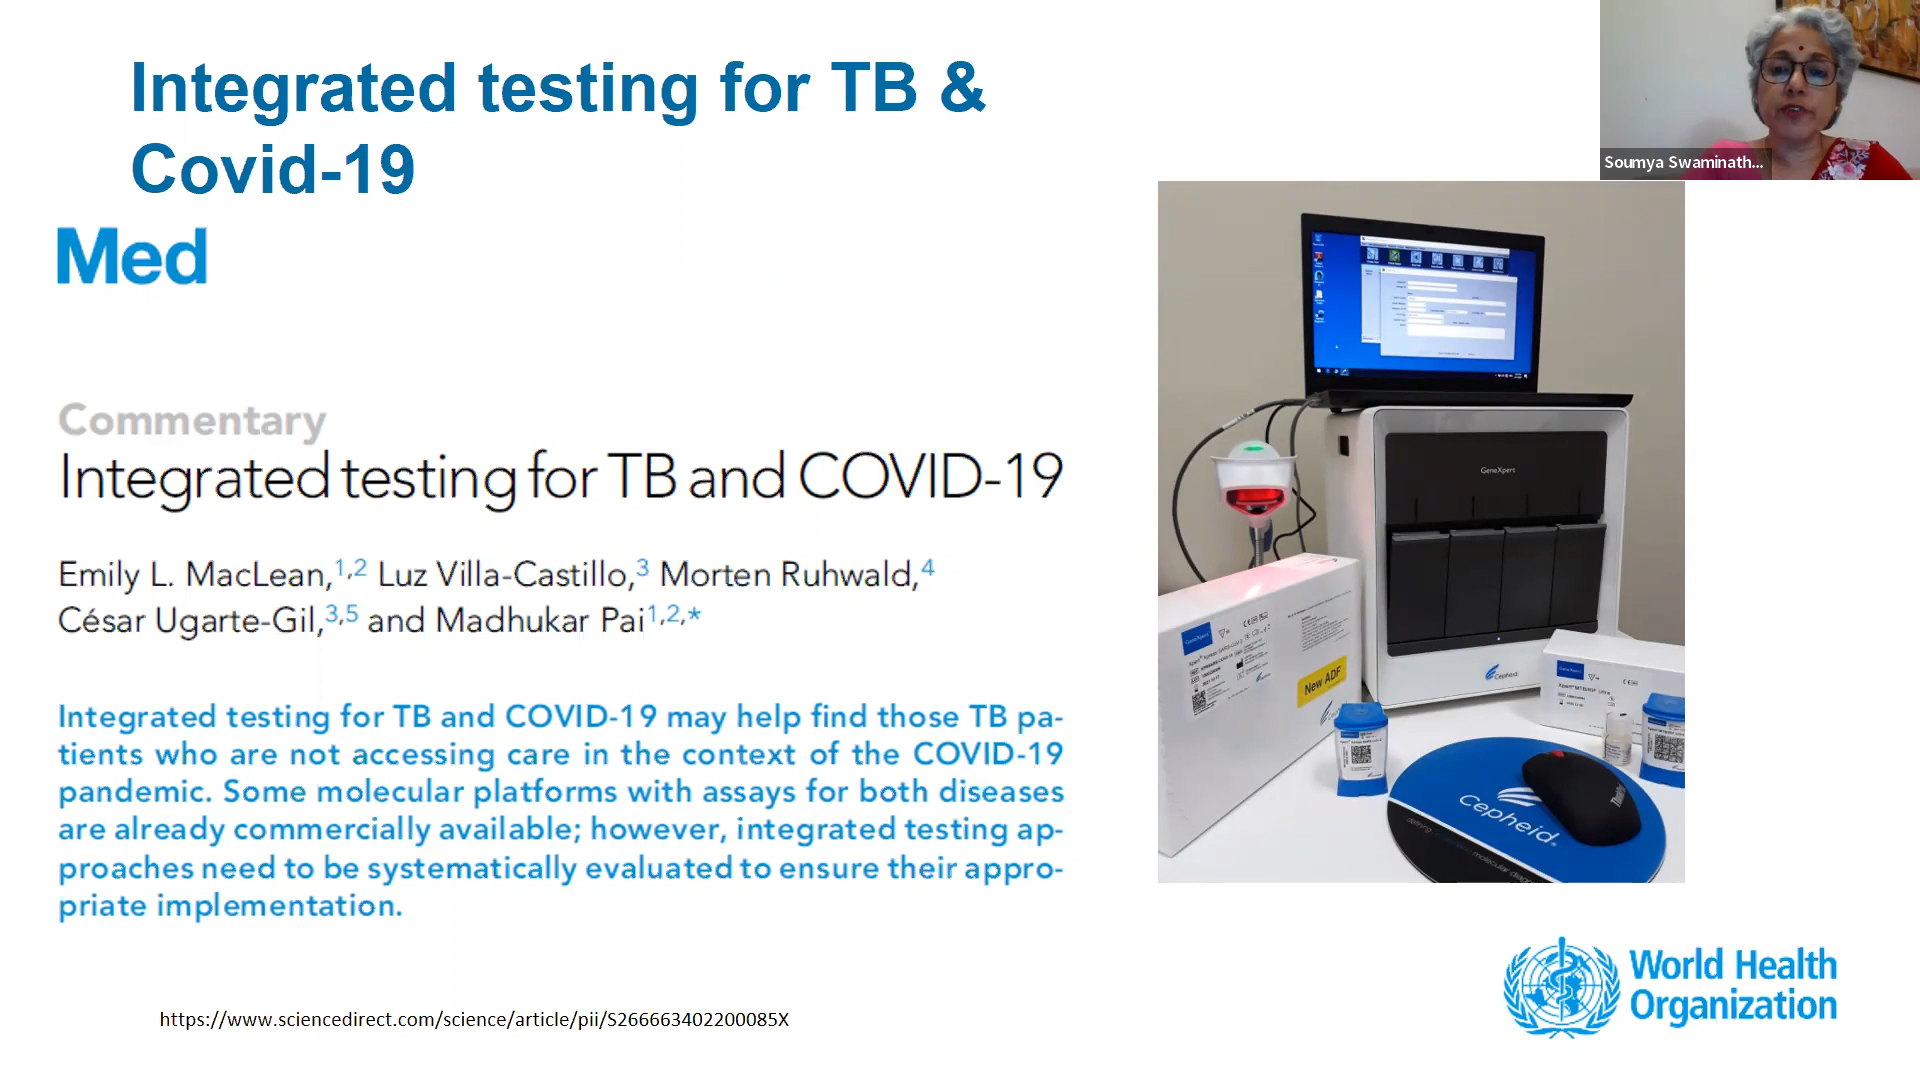 Integrated testing for TB &
Covid-19
Soumya Swaminath...
Med
Commentary
Integrated testing for TB and COVID-19
Emily L. MacLean,1,2 Luz Villa-Castillo,3 Morten Ruhwald,4
César Ugarte-Gil,3,5 and Madhukar Pai1,2,*
Integrated testing for TB and COVID-19 may help find those TB pa-
tients who are not accessing care in the context of the COVID-19
pandemic. Some molecular platforms with assays for both diseases
are already commercially available; however, integrated testing ap-
proaches need to be systematically evaluated to ensure their appro-
priate implementation.
https://www.sciencedirect.com/science/article/pii/S266663402200085X
GeneXpert
Cepheid
GeneXpert
New ADF
GeneXpert
Cepheid.
ThinkPad
World Health
Organization